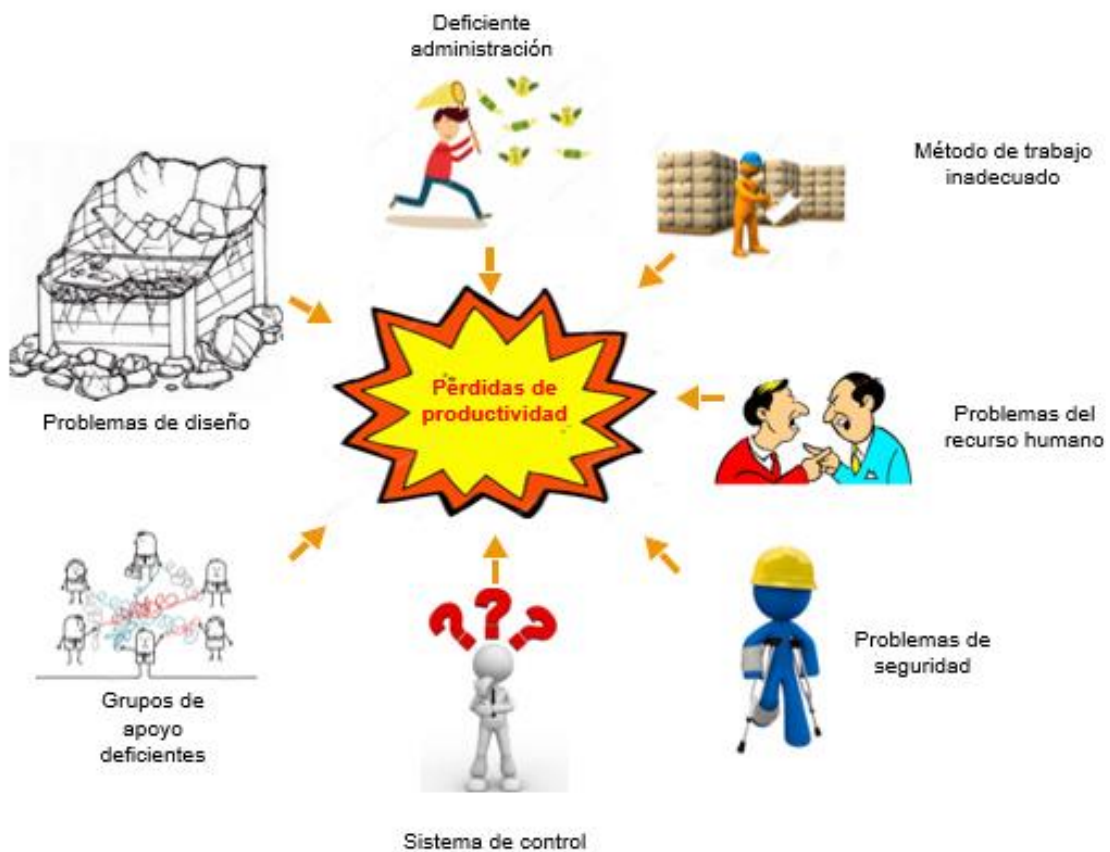 Deficiente
administración
Método de trabajo
inadecuado
Pérdidas de
productividad
Problemas de diseño
Problemas del
recurso humano
Problemas de
seguridad
Grupos de
apoyo
deficientes
Sistema de control